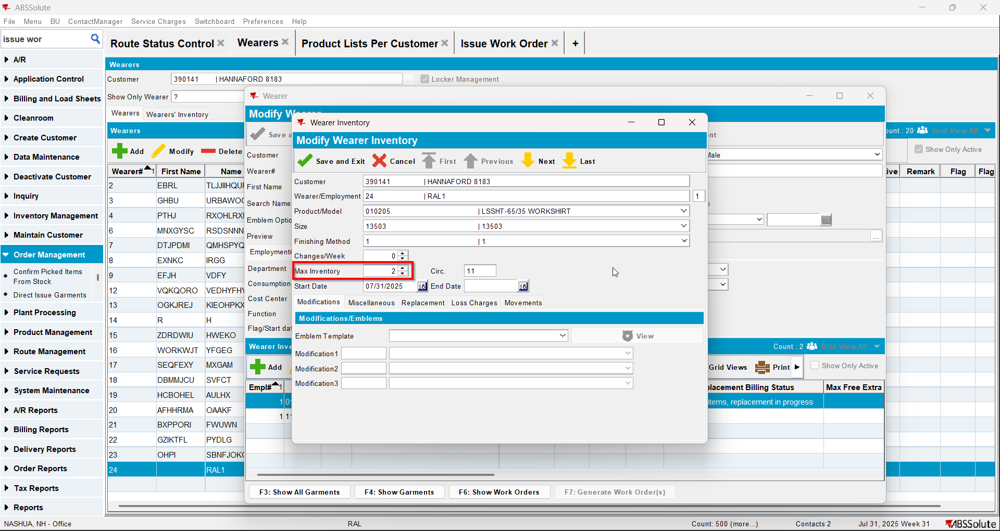 ABSSolute
File Menu BU ContactManager Service Charges Switchboard Preferences Help
issue wor
Route Status Control
Wearers
Product Lists Per Customer
Issue Work Order
+
A/R
Application Control
Billing and Load Sheets
Cleanroom
Create Customer
Data Maintenance
Deactivate Customer
Inquiry
Inventory Management
Maintain Customer
Order Management
Confirm Picked Items
From Stock
Direct Issue Garments
Plant Processing
Product Management
Route Management
Service Requests
System Maintenance
A/R Reports
Billing Reports
Delivery Reports
Order Reports
Tax Reports
Reports
Wearers
Customer 390141 | HANNAFORD 8183 ... Locker Management
Show Only Wearer ?
Wearers Wearers' Inventory
Wearers
Add Modify Delete
Wearer# 1 First Name Name
2 EBRL TLJJIIHQU
3 GHBU URBAWO
4 PTHJ RXOHLRX
6 MNXGYSC RSDSNNN
7 DTJPDMI QMHSPYQ
8 EXNKC IRGG
9 EFJH VDFY
12 VQKQORO VEDHYFHY
13 OGKJREJ KIEOHPKX
14 R H
15 ZDRDWIU HWEKO
16 WORKWJT YFGEG
17 SEQFEXY MXGAM
18 DBMMJCU SVFCT
19 HCBOHEL AULHX
20 AFHHRMA OAAKF
21 BXPPORI FWUWN
22 GZIKTFL PYDLG
23 OHPI SBNFJOK
24 RAL1
ount : 20 Grid View All
Show Only Active
ive Remark Flag Flag
Wearer
Modify Wearer
Save a
nt
Customer
Male
Wearer#
First Name
Search Name
s
Emblem Optio
16
Preview
...
Employment#
Department
Consumption
Cost Center
Function
Flag/Start dat
Wearer Inve
Count : 2 Grid View All
Add
Grid Views Print Show Only Active
Empl# 1
placement Billing Status Max Free Extra
1 01
items, replacement in progress
1 11
F3: Show All Garments F4: Show Garments F6: Show Work Orders F7: Generate Work Order(s)
Wearer Inventory
Modify Wearer Inventory
Save and Exit Cancel First Previous Next Last
Customer 390141 | HANNAFORD 8183
Wearer/Employment 24 | RAL1 1
Product/Model 010205 | LSSHT-65/35 WORKSHIRT
Size 13503 | 13503
Finishing Method 1 | 1
Changes/Week 0
Max Inventory 2 Circ. 11
Start Date 07/31/2025 16 End Date 16
Modifications Miscellaneous Replacement Loss Charges Movements
Modifications/Emblems
Emblem Template View
Modification1
Modification2
Modification3
NASHUA, NH - Office RAL Count: 500 (more...) Contacts 2 Jul 31, 2025 Week 31 ABSSolute